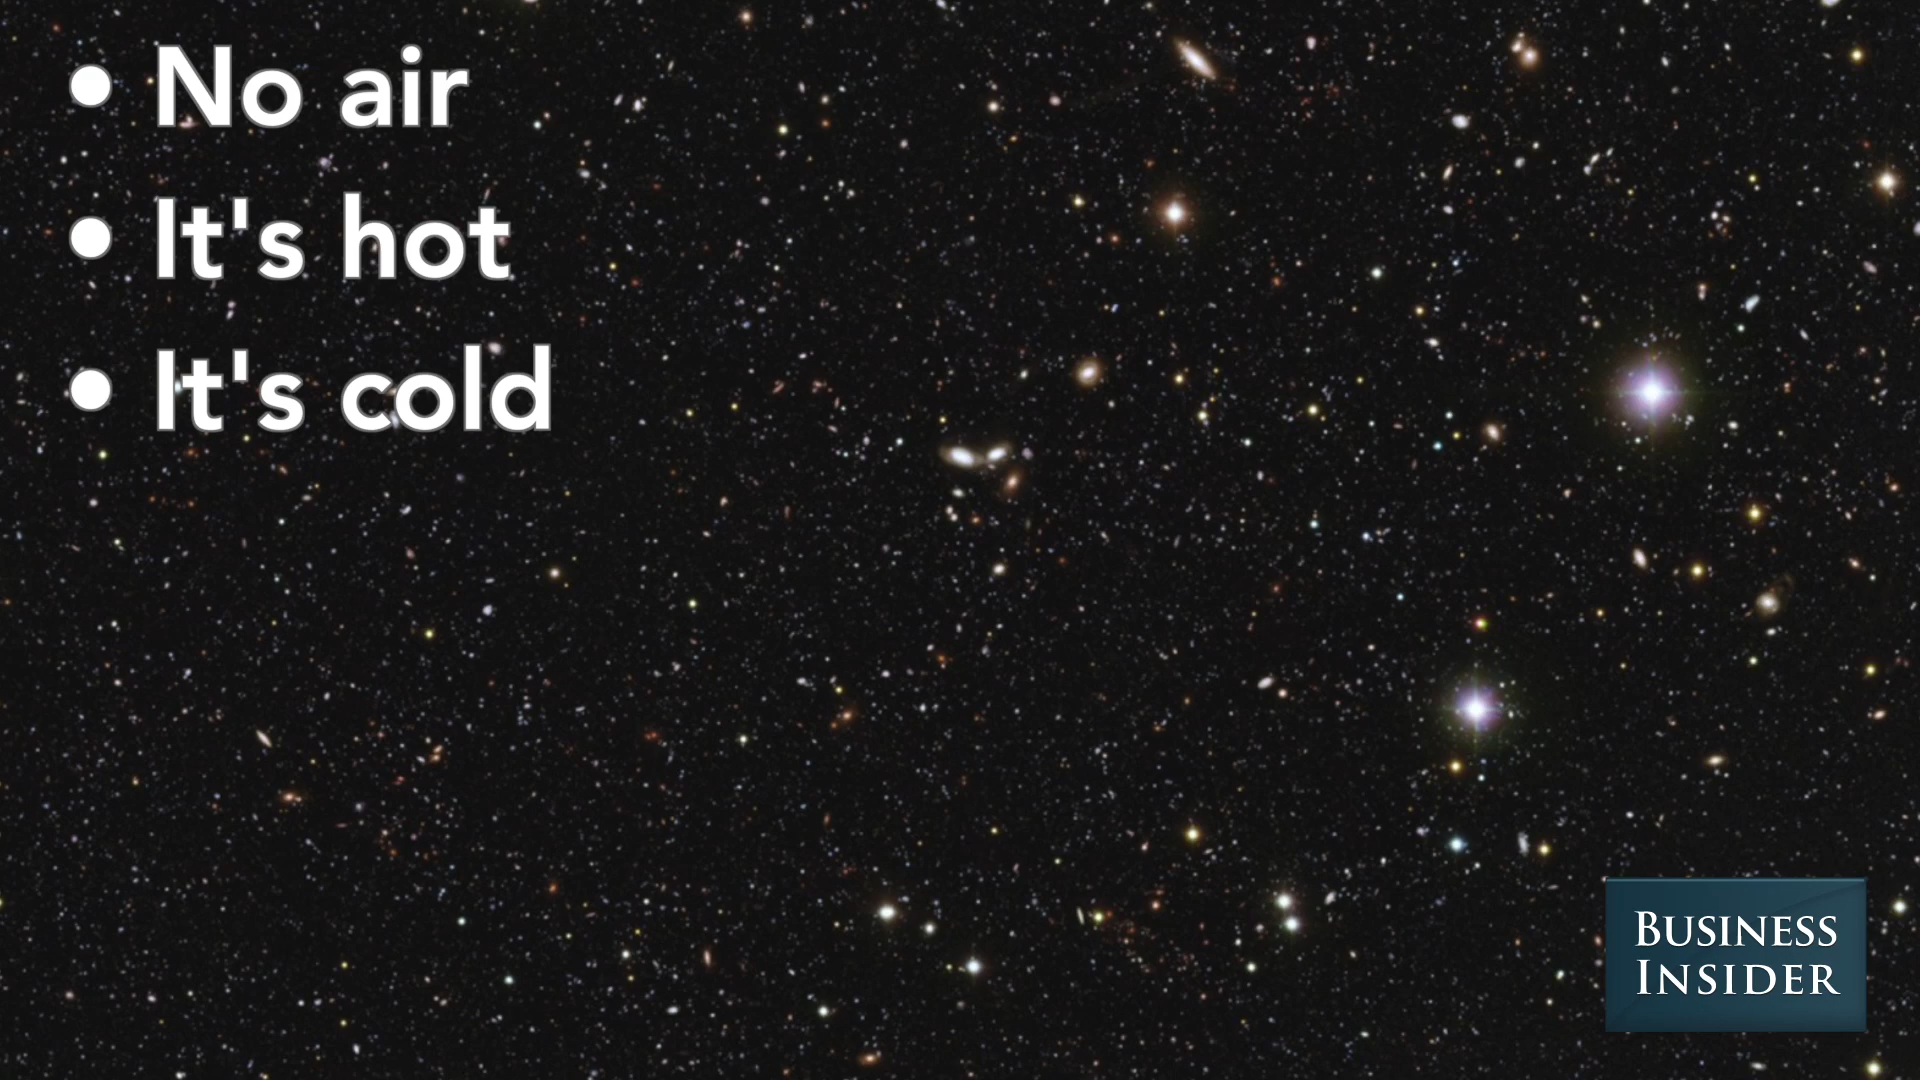 • No air
• It's hot
• It's cold
BUSINESS
INSIDER